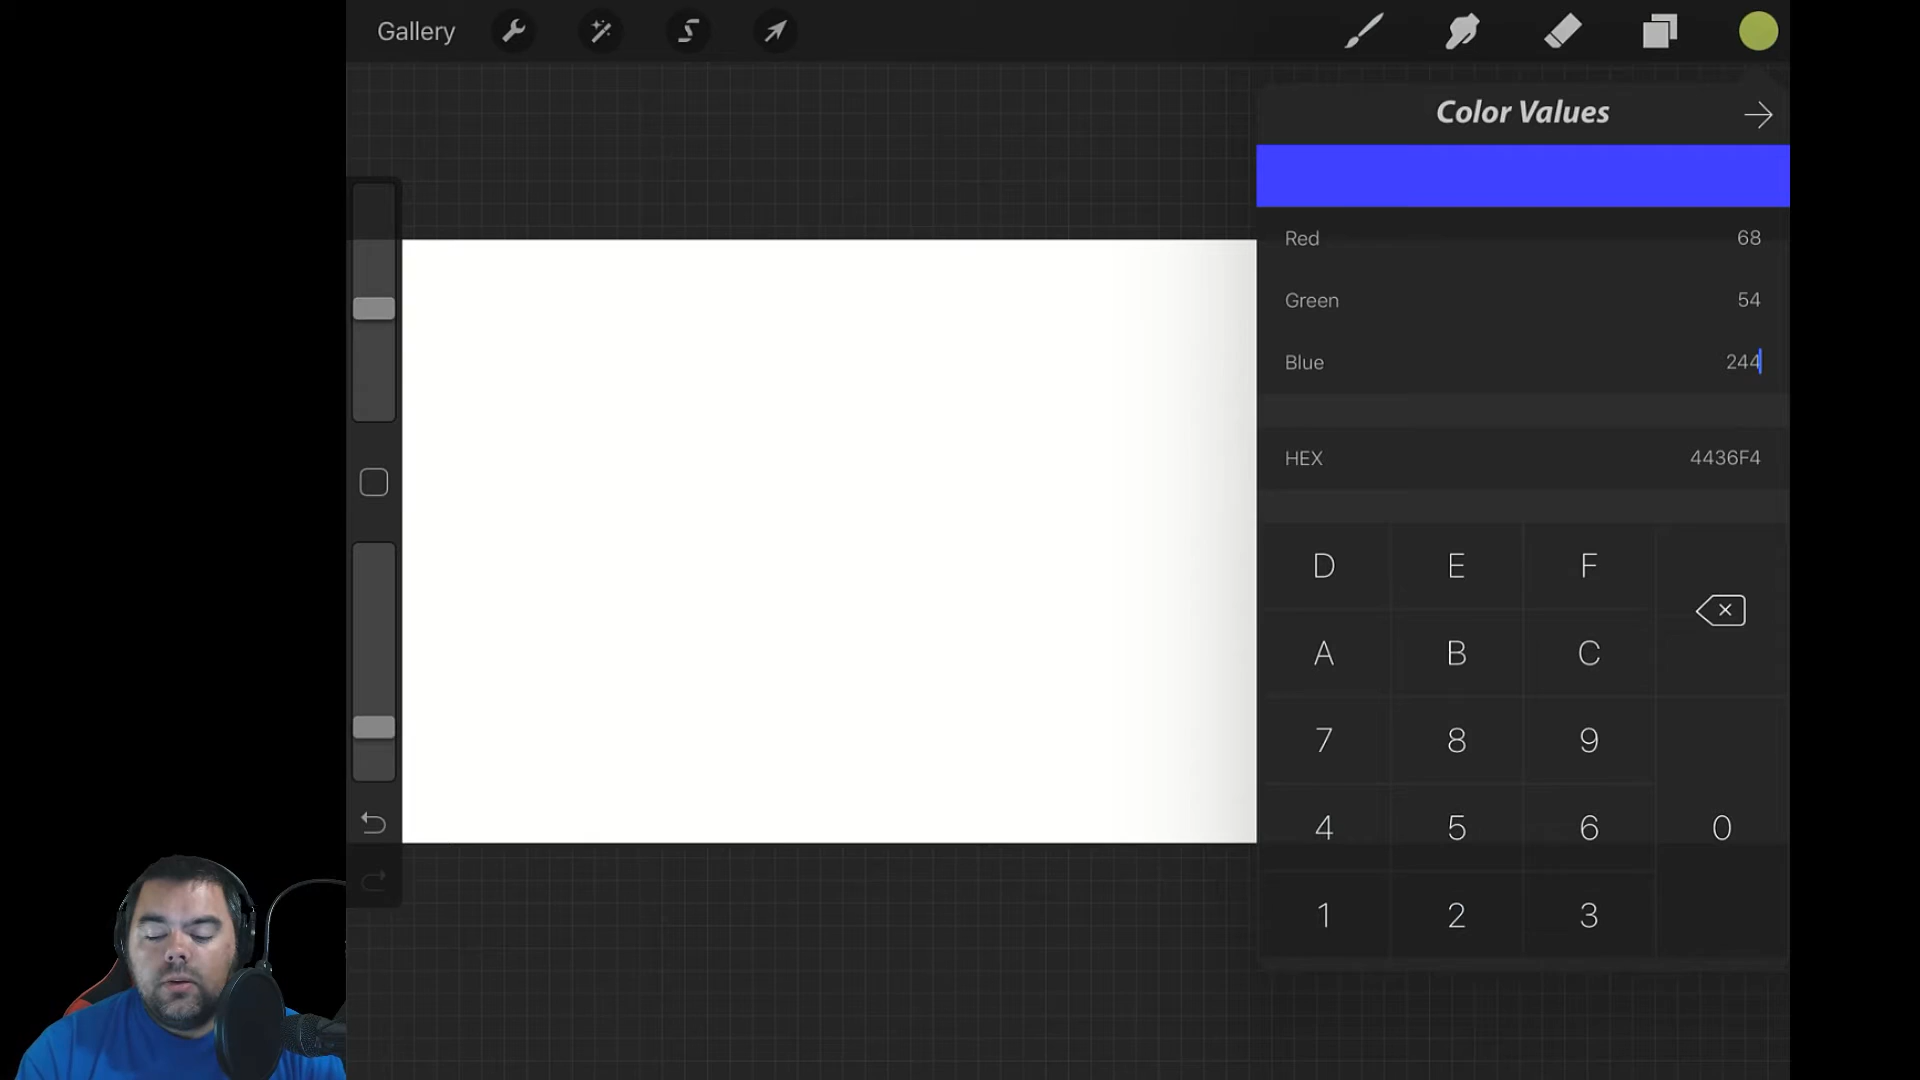 Gallery
Color Values
Red 68
Green 54
Blue 244
HEX 4436F4
D E F
A B C
7 8 9
4 5 6 0
1 2 3